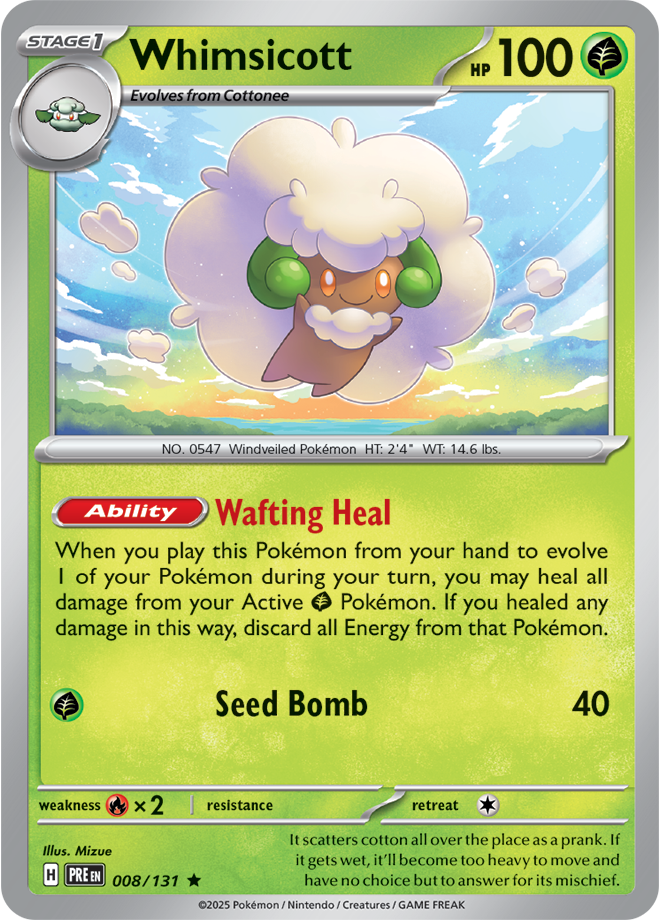 STAGE1
Whimsicott
HP 100
Evolves from Cottonee
NO. 0547 Windveiled Pokémon HT: 2'4" WT: 14.6 lbs.
Ability Wafting Heal
When you play this Pokémon from your hand to evolve
1 of your Pokémon during your turn, you may heal all
damage from your Active Pokémon. If you healed any
damage in this way, discard all Energy from that Pokémon.
Seed Bomb 40
weakness ×2 resistance retreat
Illus. Mizue
H PRE EN 008/131 ★
It scatters cotton all over the place as a prank. If
it gets wet, it'll become too heavy to move and
have no choice but to answer for its mischief.
©2025 Pokémon / Nintendo / Creatures / GAME FREAK